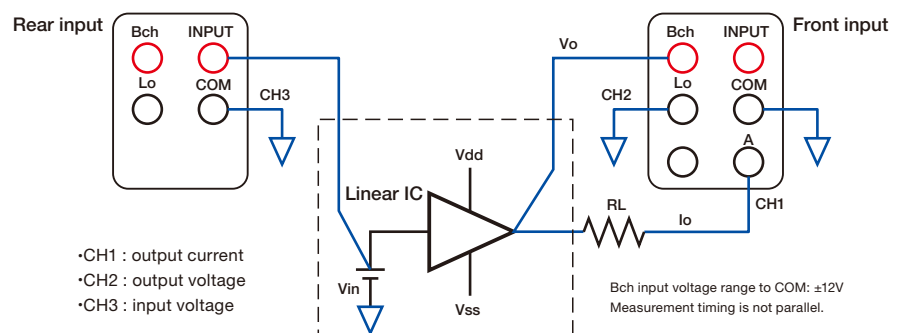 Rear input
Bch
INPUT
Lo
COM
CH3
Front input
Bch
INPUT
Vo
Lo
COM
CH2
A
CH1
Vdd
Linear IC
RL
Io
Vin
Vss
•CH1 : output current
•CH2 : output voltage
•CH3 : input voltage
Bch input voltage range to COM: ±12V
Measurement timing is not parallel.